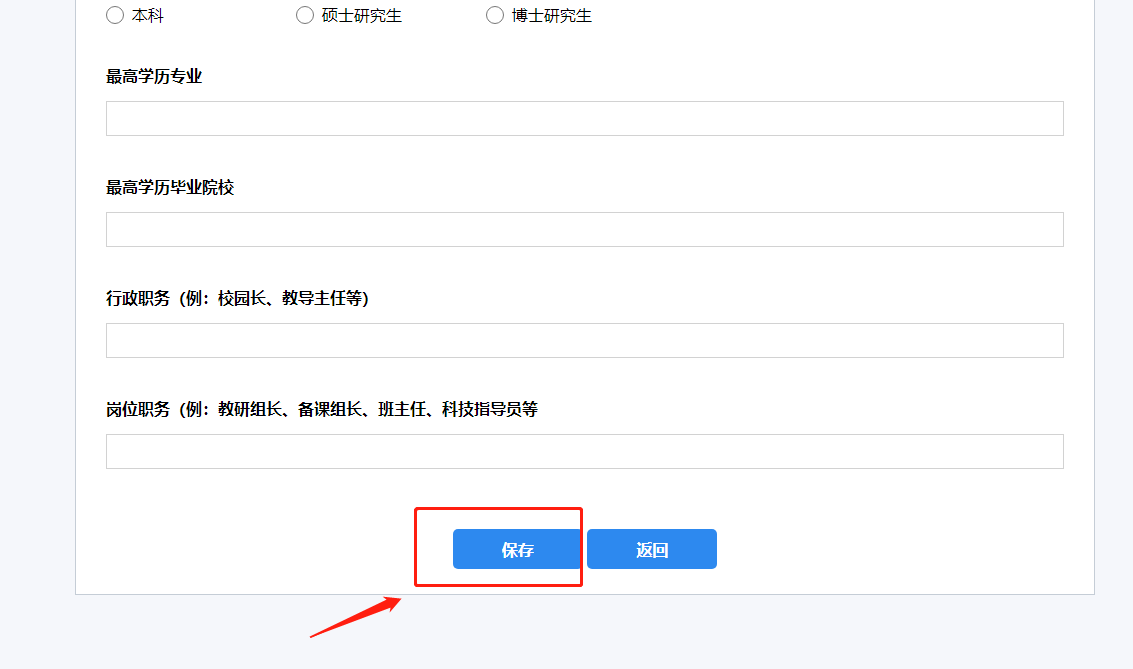 本科 硕士研究生 博士研究生
最高学历专业
最高学历毕业院校
行政职务（例：校园长、教导主任等）
岗位职务（例：教研组长、备课组长、班主任、科技指导员等
保存 返回